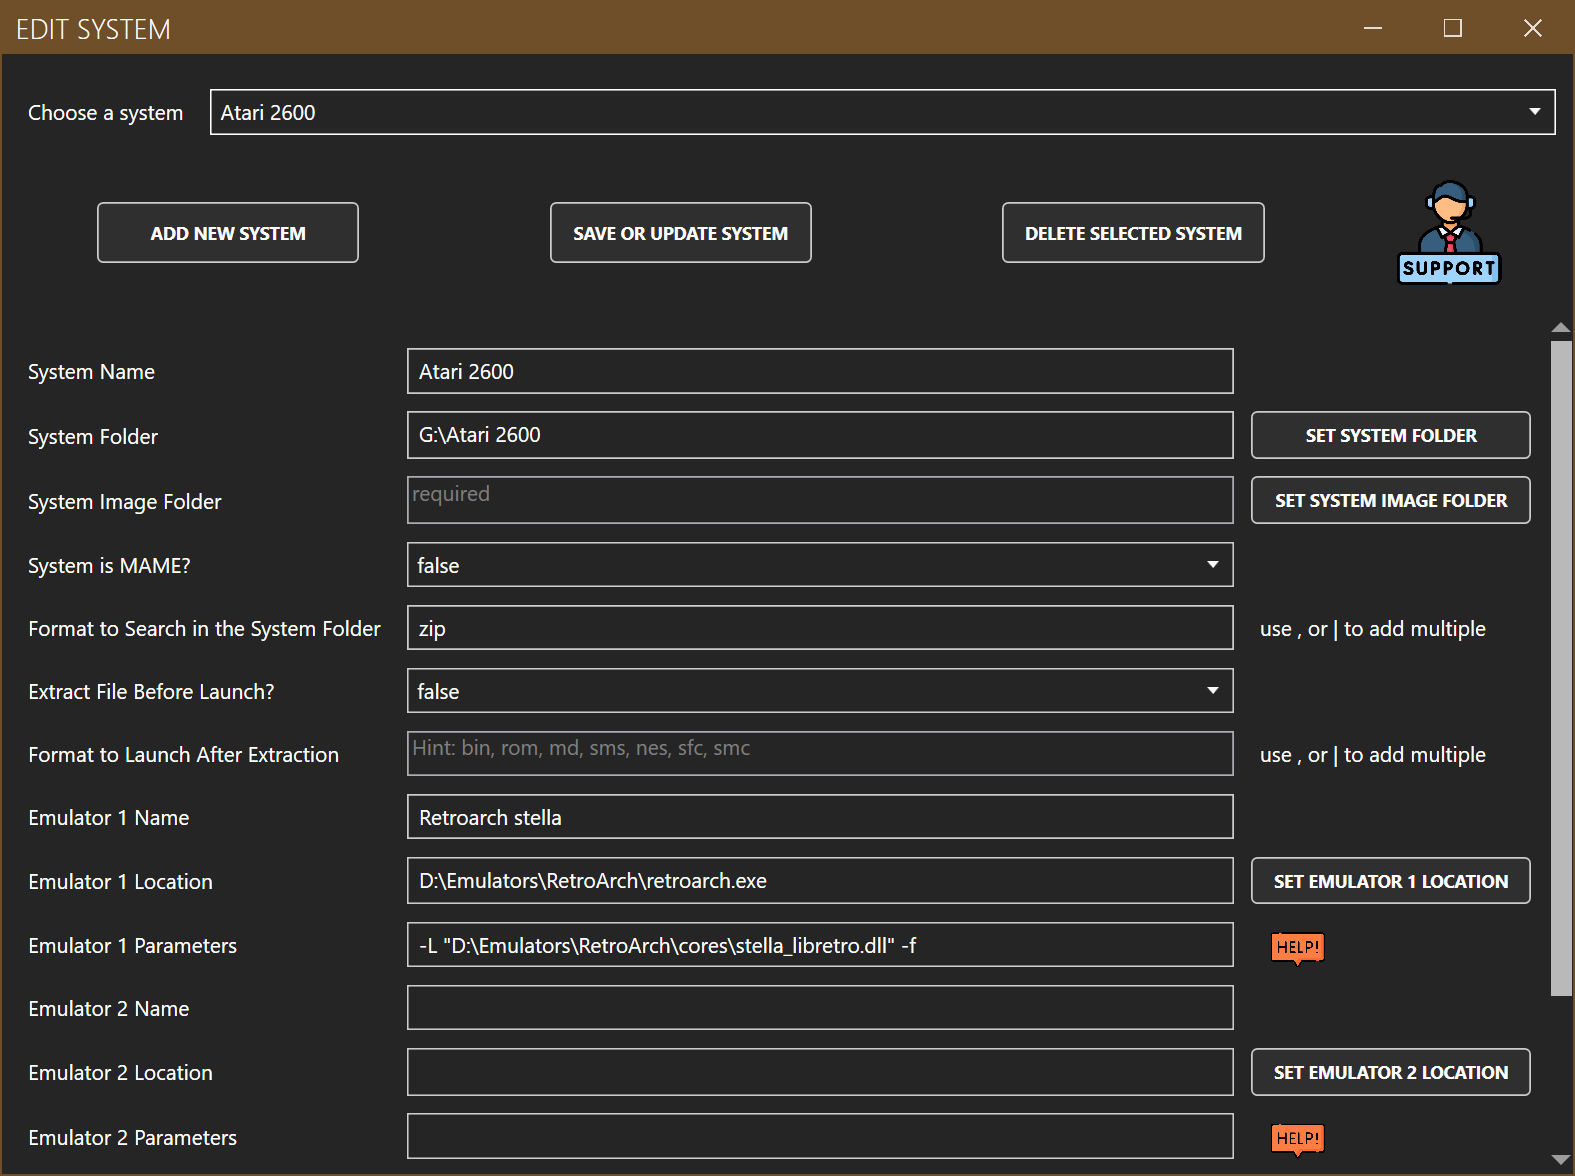 EDIT SYSTEM
Choose a system Atari 2600
ADD NEW SYSTEM SAVE OR UPDATE SYSTEM DELETE SELECTED SYSTEM SUPPORT
System Name Atari 2600
System Folder G:\Atari 2600 SET SYSTEM FOLDER
System Image Folder required SET SYSTEM IMAGE FOLDER
System is MAME? false
Format to Search in the System Folder zip use , or | to add multiple
Extract File Before Launch? false
Format to Launch After Extraction Hint: bin, rom, md, sms, nes, sfc, smc use , or | to add multiple
Emulator 1 Name Retroarch stella
Emulator 1 Location D:\Emulators\RetroArch\retroarch.exe SET EMULATOR 1 LOCATION
Emulator 1 Parameters -L "D:\Emulators\RetroArch\cores\stella_libretro.dll" -f HELP!
Emulator 2 Name
Emulator 2 Location SET EMULATOR 2 LOCATION
Emulator 2 Parameters HELP!